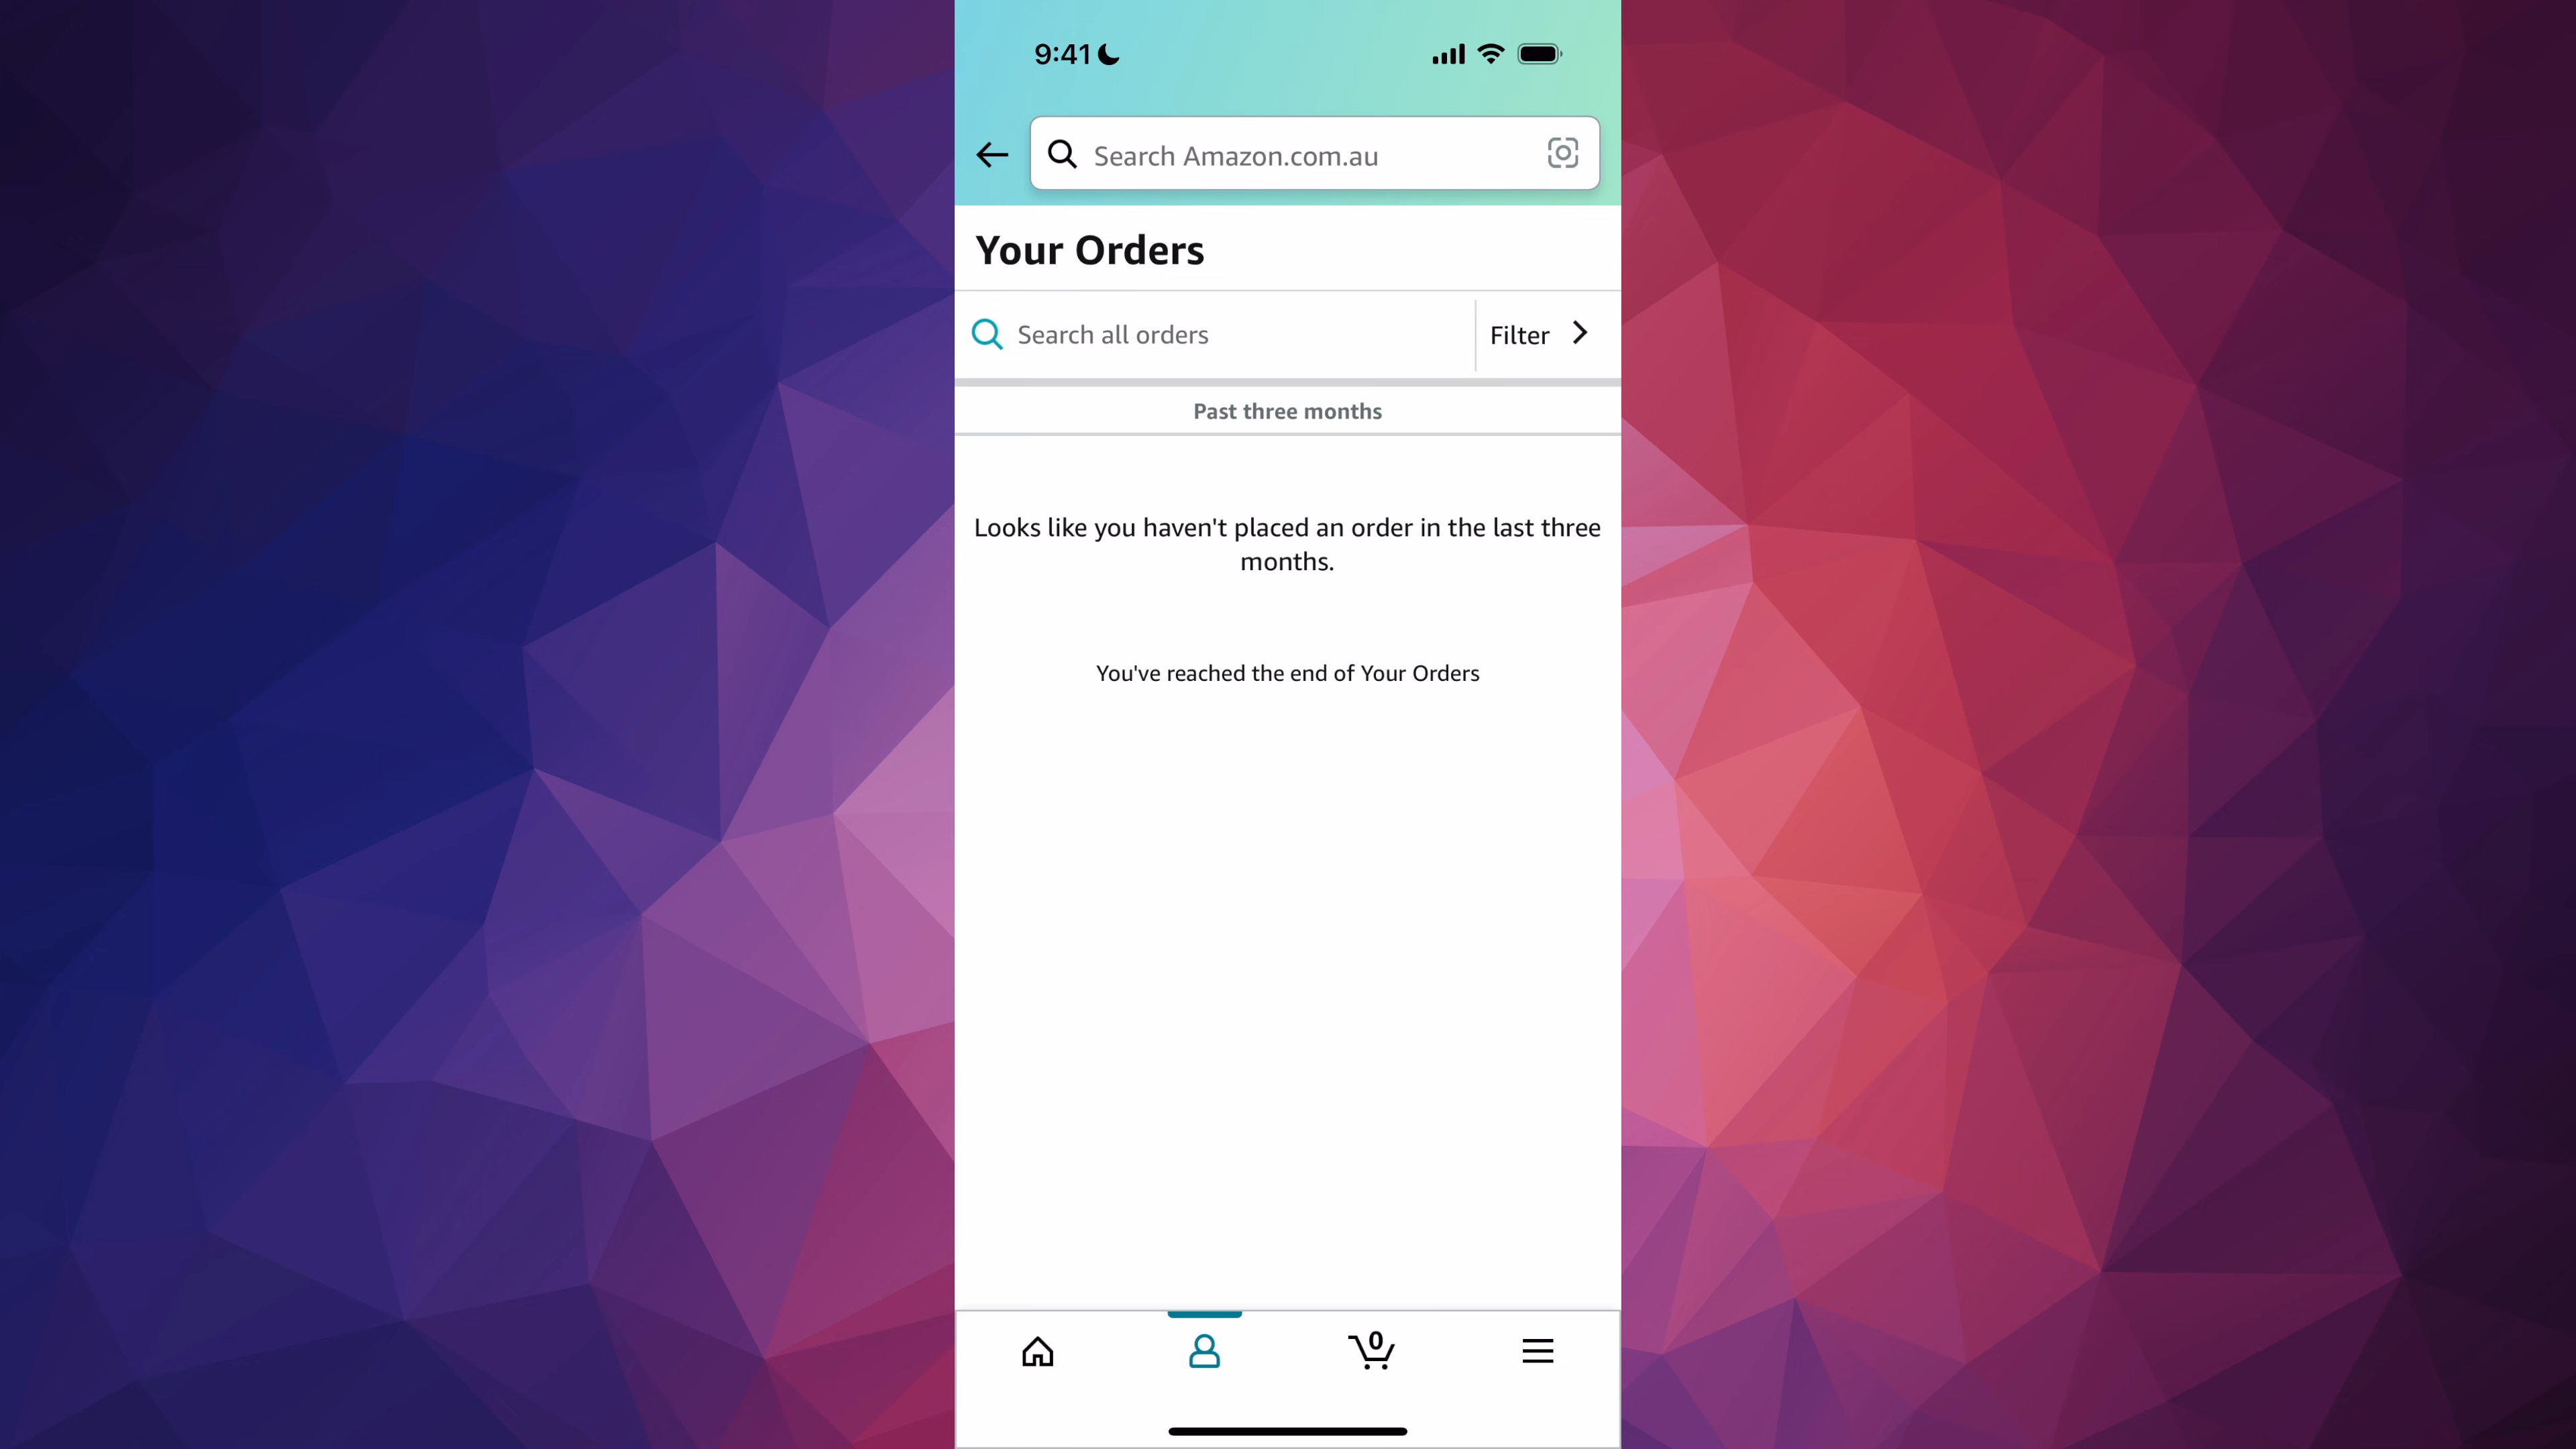 9:41
Search Amazon.com.au
Your Orders
Search all orders
Filter
Past three months
Looks like you haven't placed an order in the last three
months.
You've reached the end of Your Orders
0